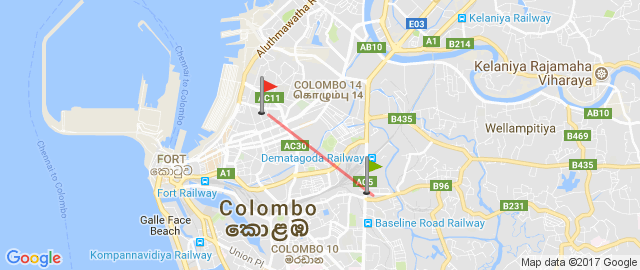 Kelaniya Railway
E03
Aluthmawatha Rd
A1
B214
AB10
Kelaniya Rajamaha
Viharaya
COLOMBO 14
கொழும்பு 14
AC11
AB10
B435
Wellampitiya
B469
AC30
Chennai to Colombo
Chennai to Colombo
FORT
කොටුව
Dematagoda Railway
B435
A1
AC5
B96
Fort Railway
B231
Colombo
කොළඹ
Galle Face
Beach
Baseline Road Railway
COLOMBO 10
මරදාන
Kompannavidiya Railway
Union Pl
Google
Map data ©2017 Google